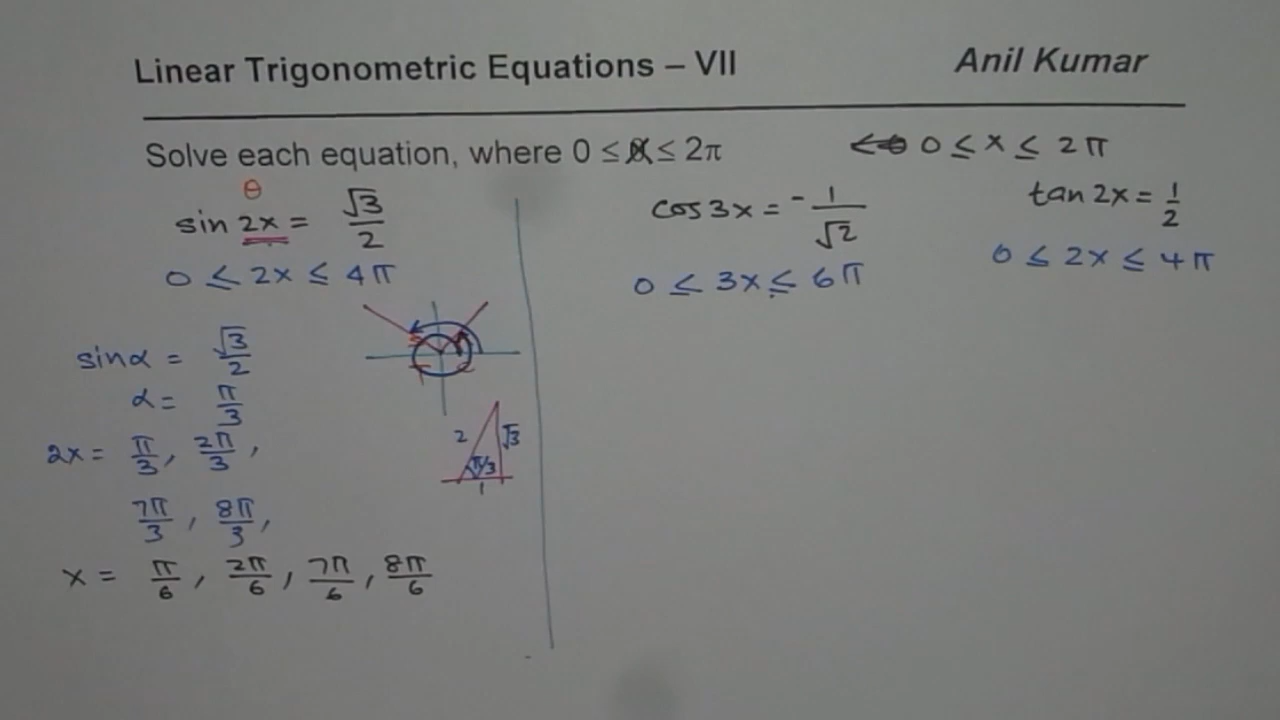 Linear Trigonometric Equations – VII Anil Kumar
Solve each equation, where 0 ≤ x ≤ 2π 0 ≤ x ≤ 2π
θ
sin 2x = √3/2
0 ≤ 2x ≤ 4π
sinα = √3/2
α = π/3
2x = π/3, 2π/3,
7π/3, 8π/3,
x = π/6, 2π/6, 7π/6, 8π/6
2 √3
π/3
1
cos 3x = -1/√2
0 ≤ 3x ≤ 6π
tan 2x = 1/2
0 ≤ 2x ≤ 4π